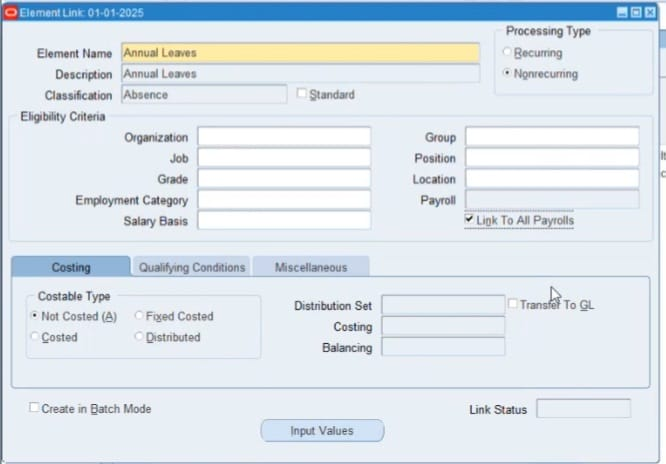 Element Link: 01-01-2025
Processing Type
Element Name Annual Leaves
Recurring
Description Annual Leaves
Nonrecurring
Classification Absence Standard
Eligibility Criteria
Organization Group
Job Position
Grade Location
Employment Category Payroll
Salary Basis Link To All Payrolls
Costing Qualifying Conditions Miscellaneous
Costable Type
Distribution Set Transfer To GL
Not Costed (A) Fixed Costed
Costing
Costed Distributed
Balancing
Create in Batch Mode Link Status
Input Values